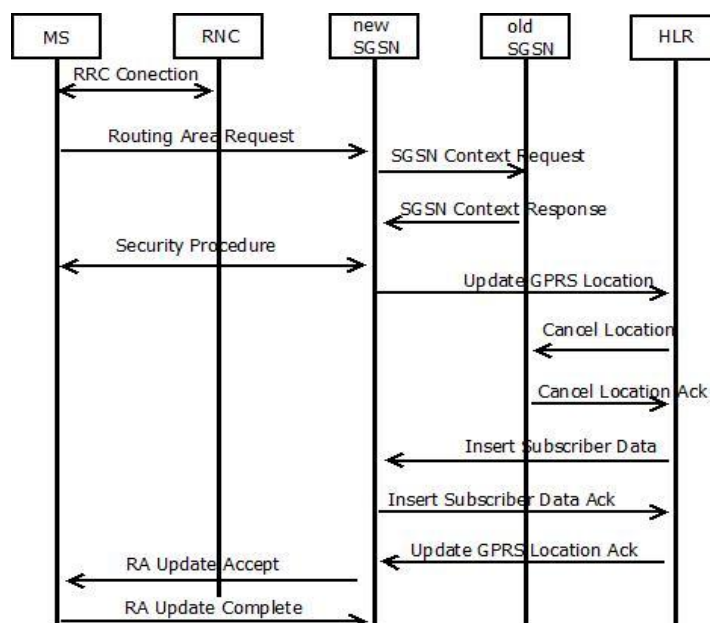 MS
RNC
new
SGSN
old
SGSN
HLR
RRC Conection
Routing Area Request
SGSN Context Request
SGSN Context Response
Security Procedure
Update GPRS Location
Cancel Location
Cancel Location Ack
Insert Subscriber Data
Insert Subscriber Data Ack
Update GPRS Location Ack
RA Update Accept
RA Update Complete